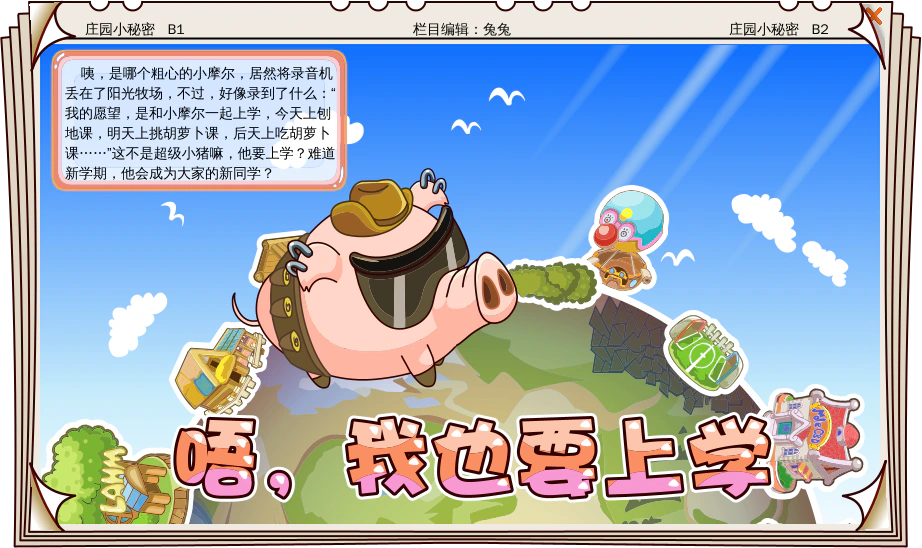 庄园小秘密 B1
栏目编辑：兔兔
庄园小秘密 B2
咦，是哪个粗心的小摩尔，居然将录音机
丢在了阳光牧场，不过，好像录到了什么：“
我的愿望，是和小摩尔一起上学，今天上刨
地课，明天上挑胡萝卜课，后天上吃胡萝卜
课……”这不是超级小猪嘛，他要上学？难道
新学期，他会成为大家的新同学？
唔，我也要上学